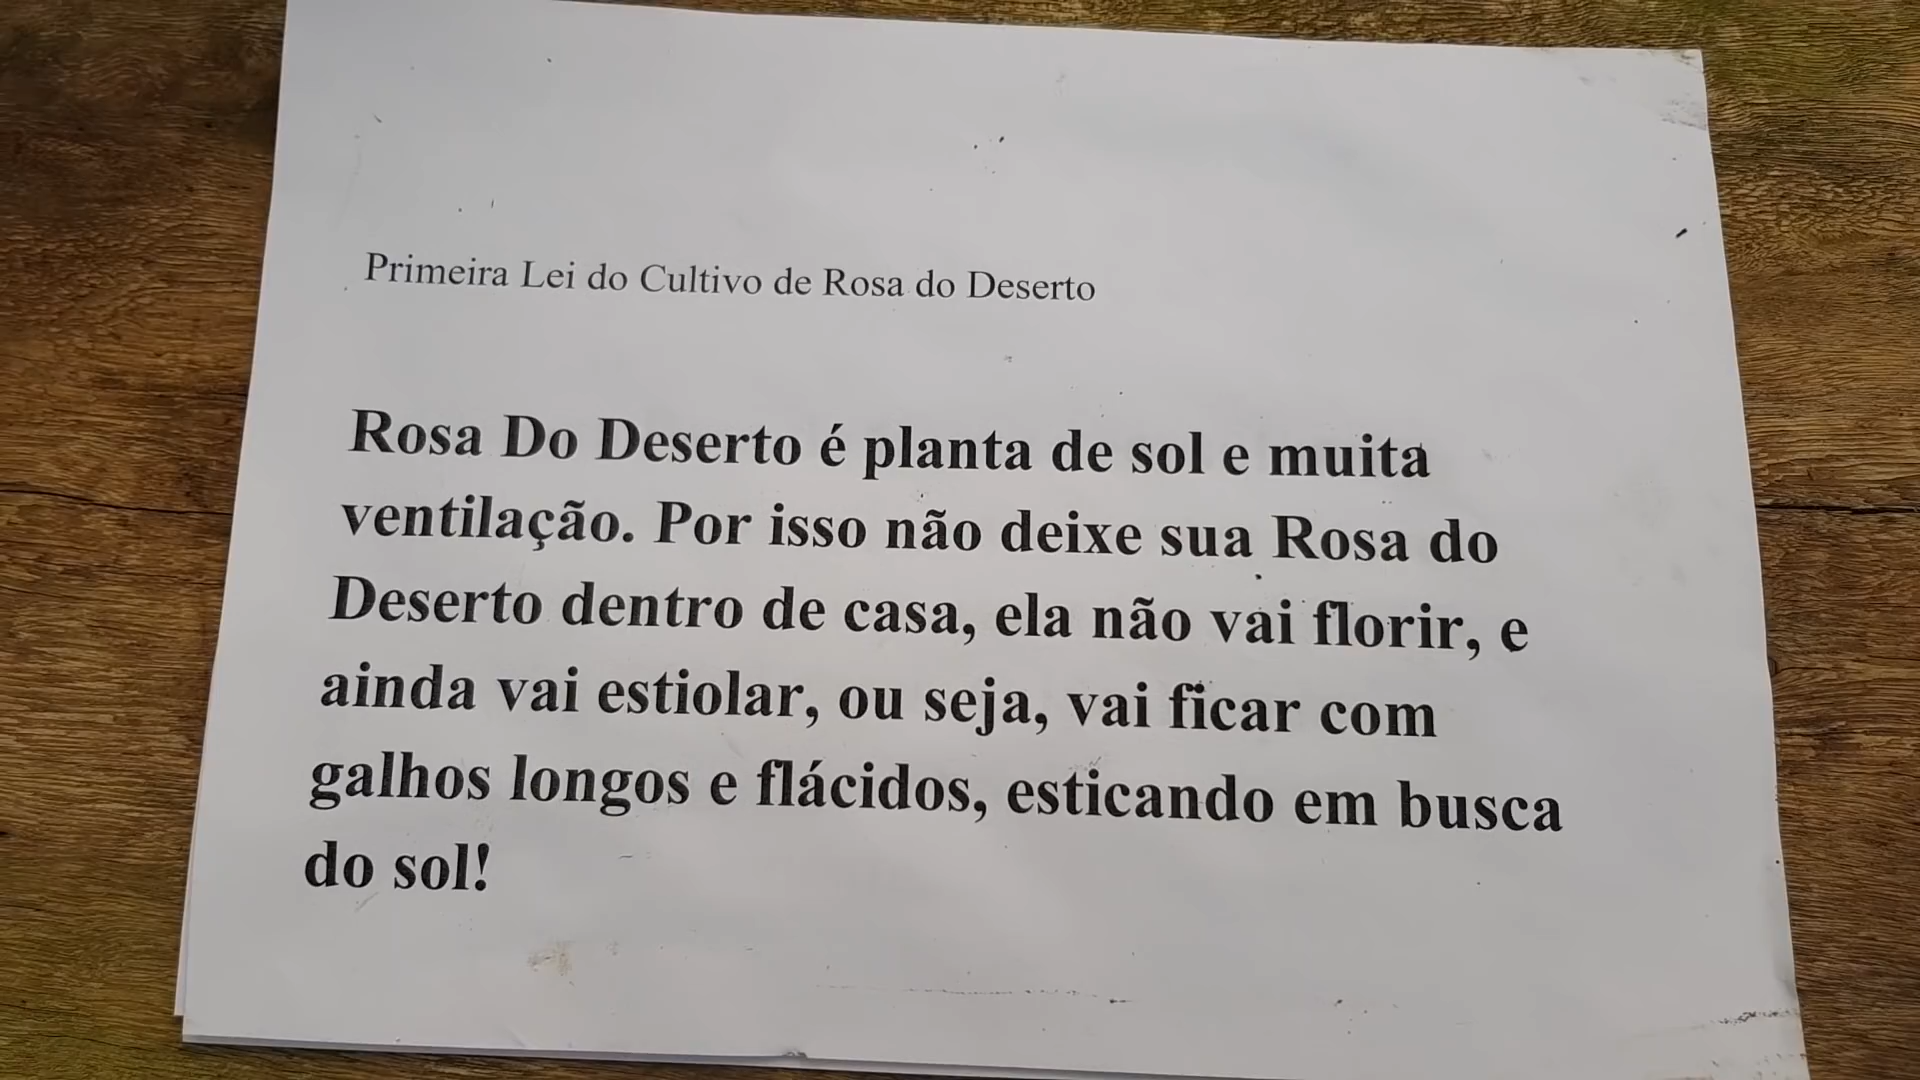 Primeira Lei do Cultivo de Rosa do Deserto
Rosa Do Deserto é planta de sol e muita
ventilação. Por isso não deixe sua Rosa do
Deserto dentro de casa, ela não vai florir, e
ainda vai estiolar, ou seja, vai ficar com
galhos longos e flácidos, esticando em busca
do sol!